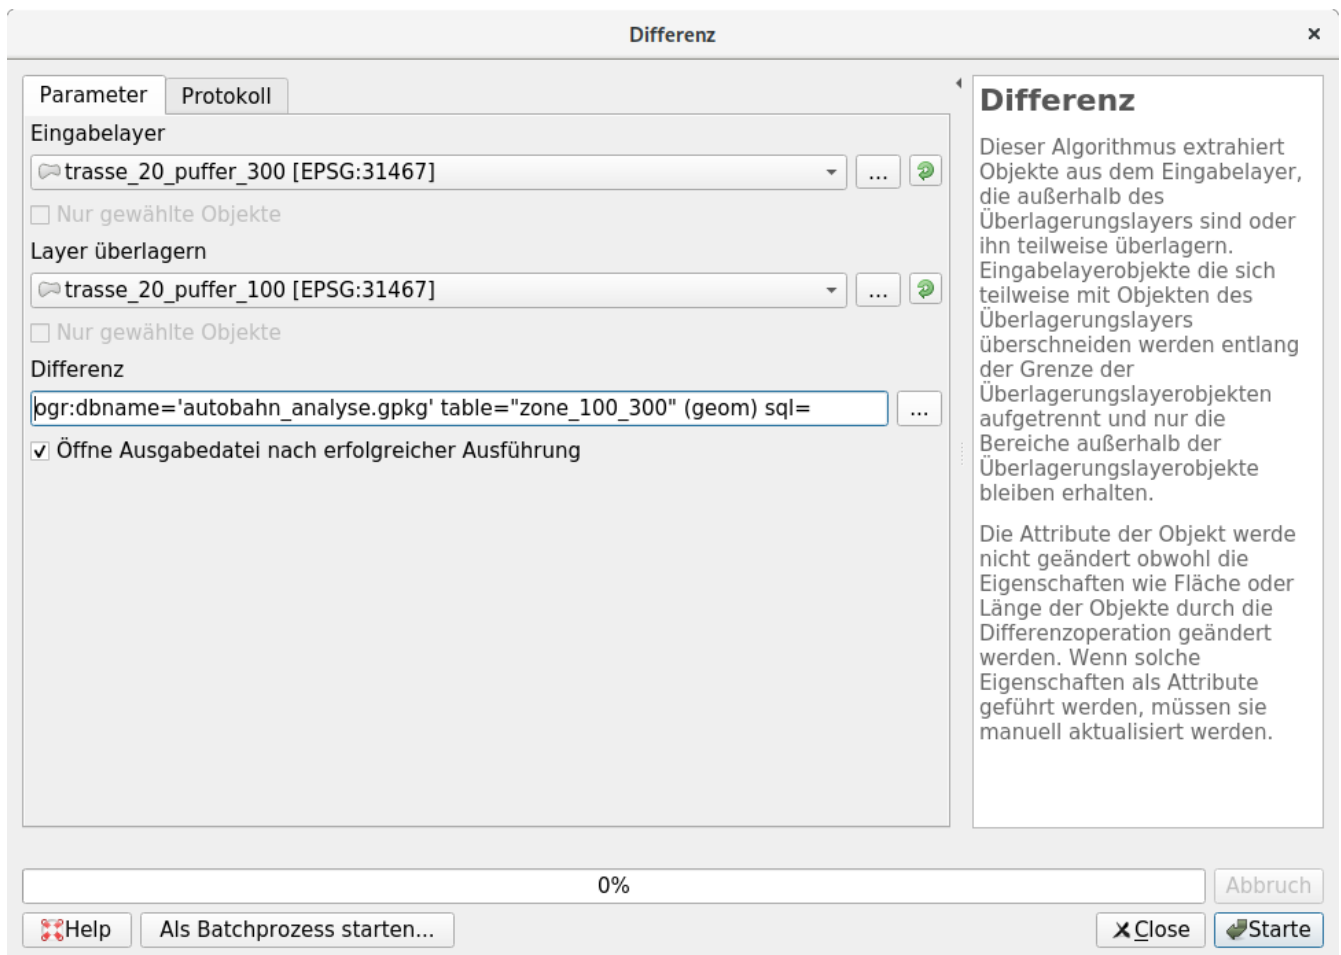 Differenz
Parameter
Protokoll
Eingabelayer
trasse_20_puffer_300 [EPSG:31467]
...
Nur gewählte Objekte
Layer überlagern
trasse_20_puffer_100 [EPSG:31467]
...
Nur gewählte Objekte
Differenz
ogr:dbname='autobahn_analyse.gpkg' table="zone_100_300" (geom) sql=
...
Öffne Ausgabedatei nach erfolgreicher Ausführung
Differenz
Dieser Algorithmus extrahiert
Objekte aus dem Eingabelayer,
die außerhalb des
Überlagerungslayers sind oder
ihn teilweise überlagern.
Eingabelayerobjekte die sich
teilweise mit Objekten des
Überlagerungslayers
überschneiden werden entlang
der Grenze der
Überlagerungslayerobjekten
aufgetrennt und nur die
Bereiche außerhalb der
Überlagerungslayerobjekte
bleiben erhalten.
Die Attribute der Objekt werde
nicht geändert obwohl die
Eigenschaften wie Fläche oder
Länge der Objekte durch die
Differenzoperation geändert
werden. Wenn solche
Eigenschaften als Attribute
geführt werden, müssen sie
manuell aktualisiert werden.
0%
Abbruch
Help
Als Batchprozess starten...
Close
Starte